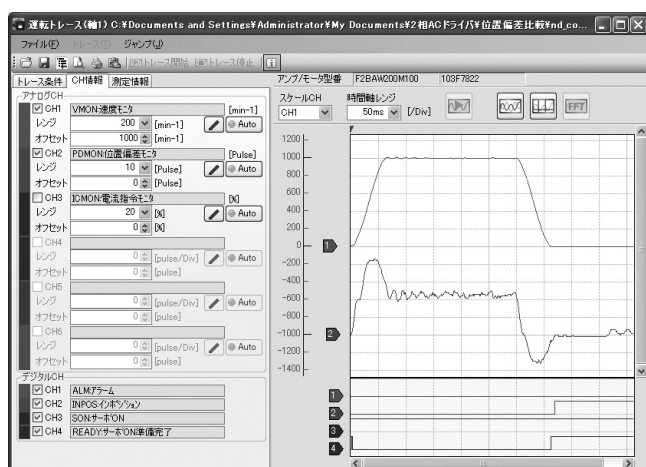 運転トレース(軸1) C:¥Documents and Settings¥Administrator¥My Documents¥2相ACドライバ¥位置偏差比較¥nd_co...
ファイル(F) トレース(T) ジャンプ(J)
トレース開始 トレース停止
トレース条件 CH情報 測定情報
アナログCH
CH1 VMON:速度モニタ [min-1]
レンジ 200 [min-1] Auto
オフセット 1000 [min-1]
CH2 PDMON:位置偏差モニタ [Pulse]
レンジ 10 [Pulse] Auto
オフセット 0 [Pulse]
CH3 ICMON:電流指令モニタ [%]
レンジ 20 [%] Auto
オフセット 0 [%]
CH4
レンジ 0 [pulse/Div] Auto
オフセット 0 [pulse]
CH5
レンジ 0 [pulse/Div] Auto
オフセット 0 [pulse]
CH6
レンジ 0 [pulse/Div] Auto
オフセット 0 [pulse]
デジタルCH
CH1 ALM:アラーム
CH2 INPOS:インポジション
CH3 SON:サーボON
CH4 READY:サーボON準備完了
アンプ/モータ型番 F2BAW200M100 103F7822
スケールCH 時間軸レンジ
CH1 50ms [/Div] FFT
1200
1000
800
600
400
200
0 1
-200
-400
-600
-800
-1000 2
-1200
-1400
1
2
3
4